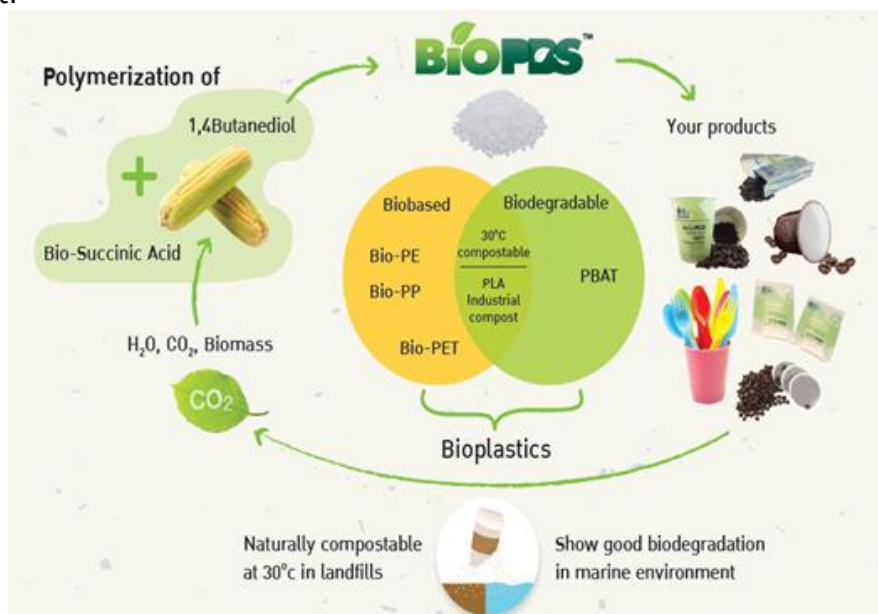 Polymerization of
1,4Butanediol
+
Bio-Succinic Acid
H₂O, CO₂, Biomass
CO₂
BIOPBS™
Your products
Biobased
Bio-PE
Bio-PP
Bio-PET
30°C
compostable
PLA
Industrial
compost
Biodegradable
PBAT
Bioplastics
Naturally compostable
at 30°c in landfills
Show good biodegradation
in marine environment